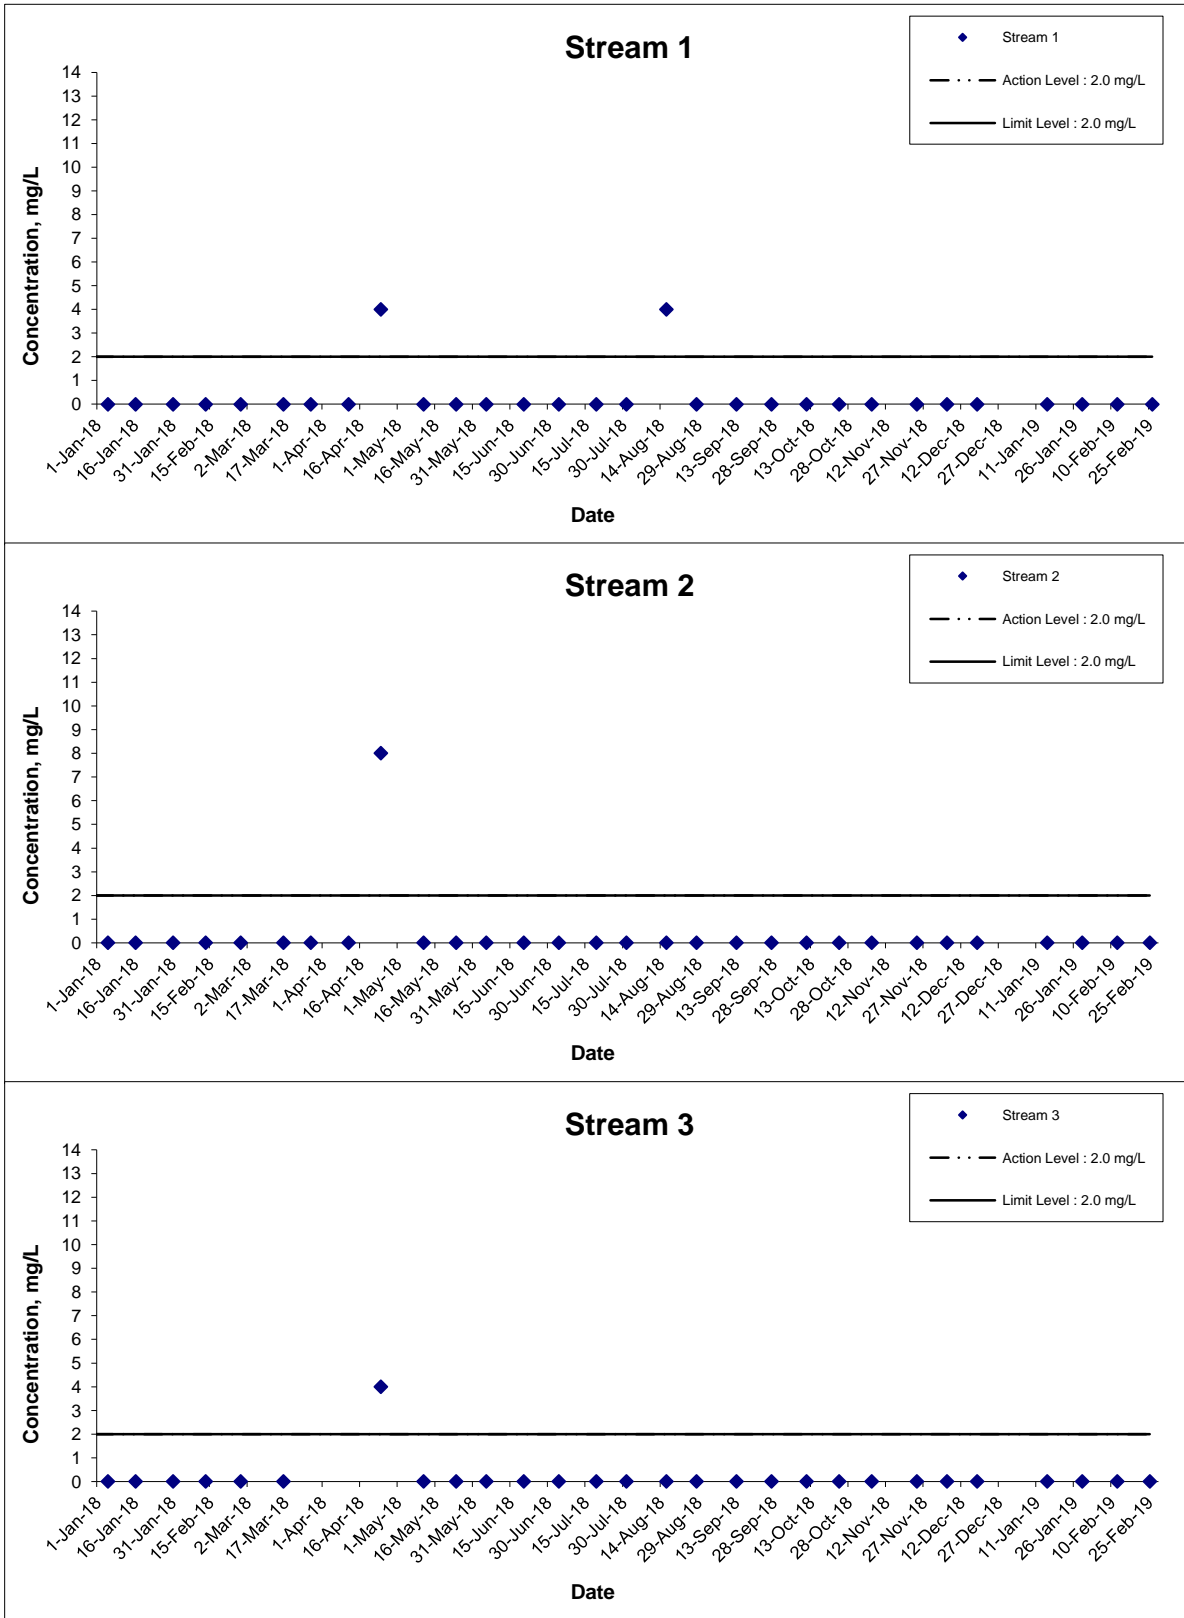 Stream 1
Stream 1
Action Level : 2.0 mg/L
Limit Level : 2.0 mg/L
Concentration, mg/L
14
13
12
11
10
9
8
7
6
5
4
3
2
1
0
1-Jan-18
16-Jan-18
31-Jan-18
15-Feb-18
2-Mar-18
17-Mar-18
1-Apr-18
16-Apr-18
1-May-18
16-May-18
31-May-18
15-Jun-18
30-Jun-18
15-Jul-18
30-Jul-18
14-Aug-18
29-Aug-18
13-Sep-18
28-Sep-18
13-Oct-18
28-Oct-18
12-Nov-18
27-Nov-18
12-Dec-18
27-Dec-18
11-Jan-19
26-Jan-19
10-Feb-19
25-Feb-19
Date
Stream 2
Stream 2
Action Level : 2.0 mg/L
Limit Level : 2.0 mg/L
Concentration, mg/L
14
13
12
11
10
9
8
7
6
5
4
3
2
1
0
1-Jan-18
16-Jan-18
31-Jan-18
15-Feb-18
2-Mar-18
17-Mar-18
1-Apr-18
16-Apr-18
1-May-18
16-May-18
31-May-18
15-Jun-18
30-Jun-18
15-Jul-18
30-Jul-18
14-Aug-18
29-Aug-18
13-Sep-18
28-Sep-18
13-Oct-18
28-Oct-18
12-Nov-18
27-Nov-18
12-Dec-18
27-Dec-18
11-Jan-19
26-Jan-19
10-Feb-19
25-Feb-19
Date
Stream 3
Stream 3
Action Level : 2.0 mg/L
Limit Level : 2.0 mg/L
Concentration, mg/L
14
13
12
11
10
9
8
7
6
5
4
3
2
1
0
1-Jan-18
16-Jan-18
31-Jan-18
15-Feb-18
2-Mar-18
17-Mar-18
1-Apr-18
16-Apr-18
1-May-18
16-May-18
31-May-18
15-Jun-18
30-Jun-18
15-Jul-18
30-Jul-18
14-Aug-18
29-Aug-18
13-Sep-18
28-Sep-18
13-Oct-18
28-Oct-18
12-Nov-18
27-Nov-18
12-Dec-18
27-Dec-18
11-Jan-19
26-Jan-19
10-Feb-19
25-Feb-19
Date